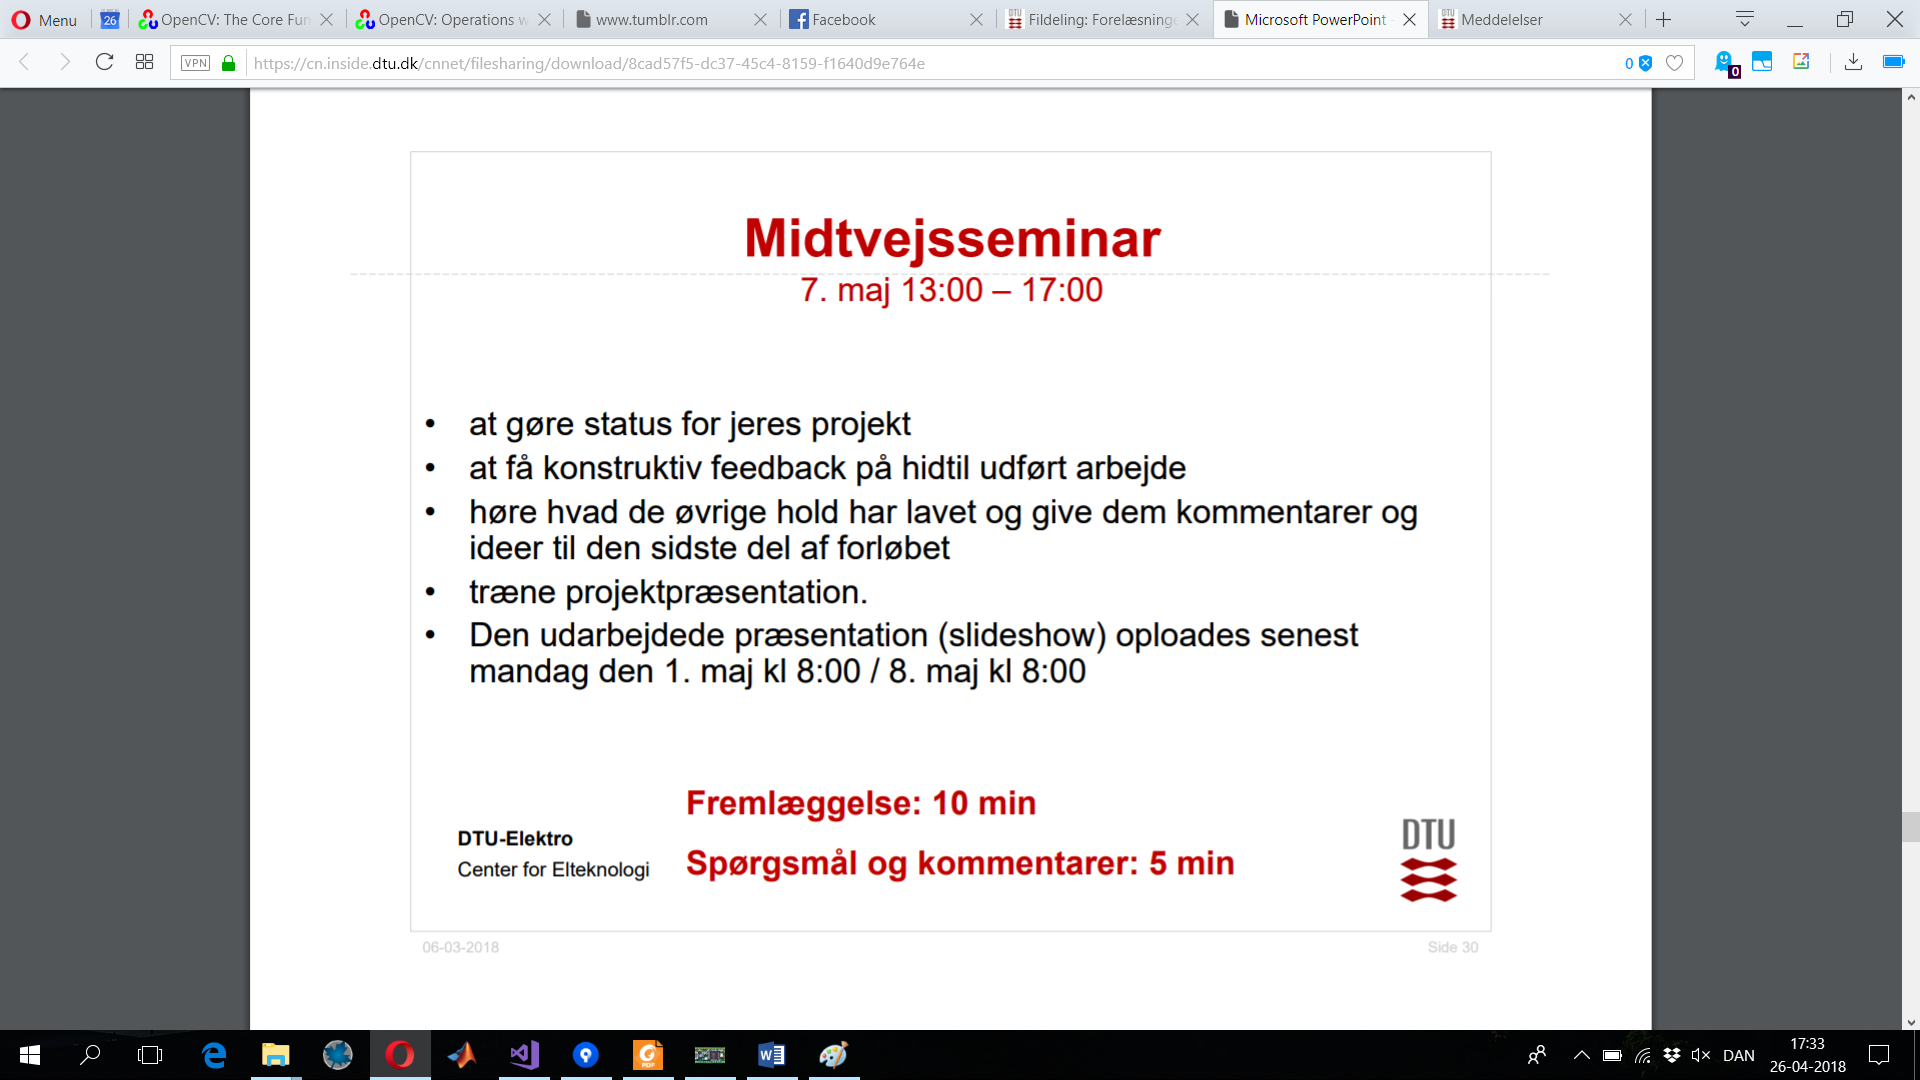 Menu
26
OpenCV: The Core Fun
OpenCV: Operations w
www.tumblr.com
Facebook
Fildeling: Forelæsninge
Microsoft PowerPoint -
Meddelelser
VPN
https://cn.inside.dtu.dk/cnnet/filesharing/download/8cad57f5-dc37-45c4-8159-f1640d9e764e
0
0
Midtvejsseminar
7. maj 13:00 – 17:00
• at gøre status for jeres projekt
• at få konstruktiv feedback på hidtil udført arbejde
• høre hvad de øvrige hold har lavet og give dem kommentarer og
ideer til den sidste del af forløbet
• træne projektpræsentation.
• Den udarbejdede præsentation (slideshow) oploades senest
mandag den 1. maj kl 8:00 / 8. maj kl 8:00
Fremlæggelse: 10 min
Spørgsmål og kommentarer: 5 min
DTU-Elektro
Center for Elteknologi
DTU
06-03-2018
Side 30
DAN
17:33
26-04-2018